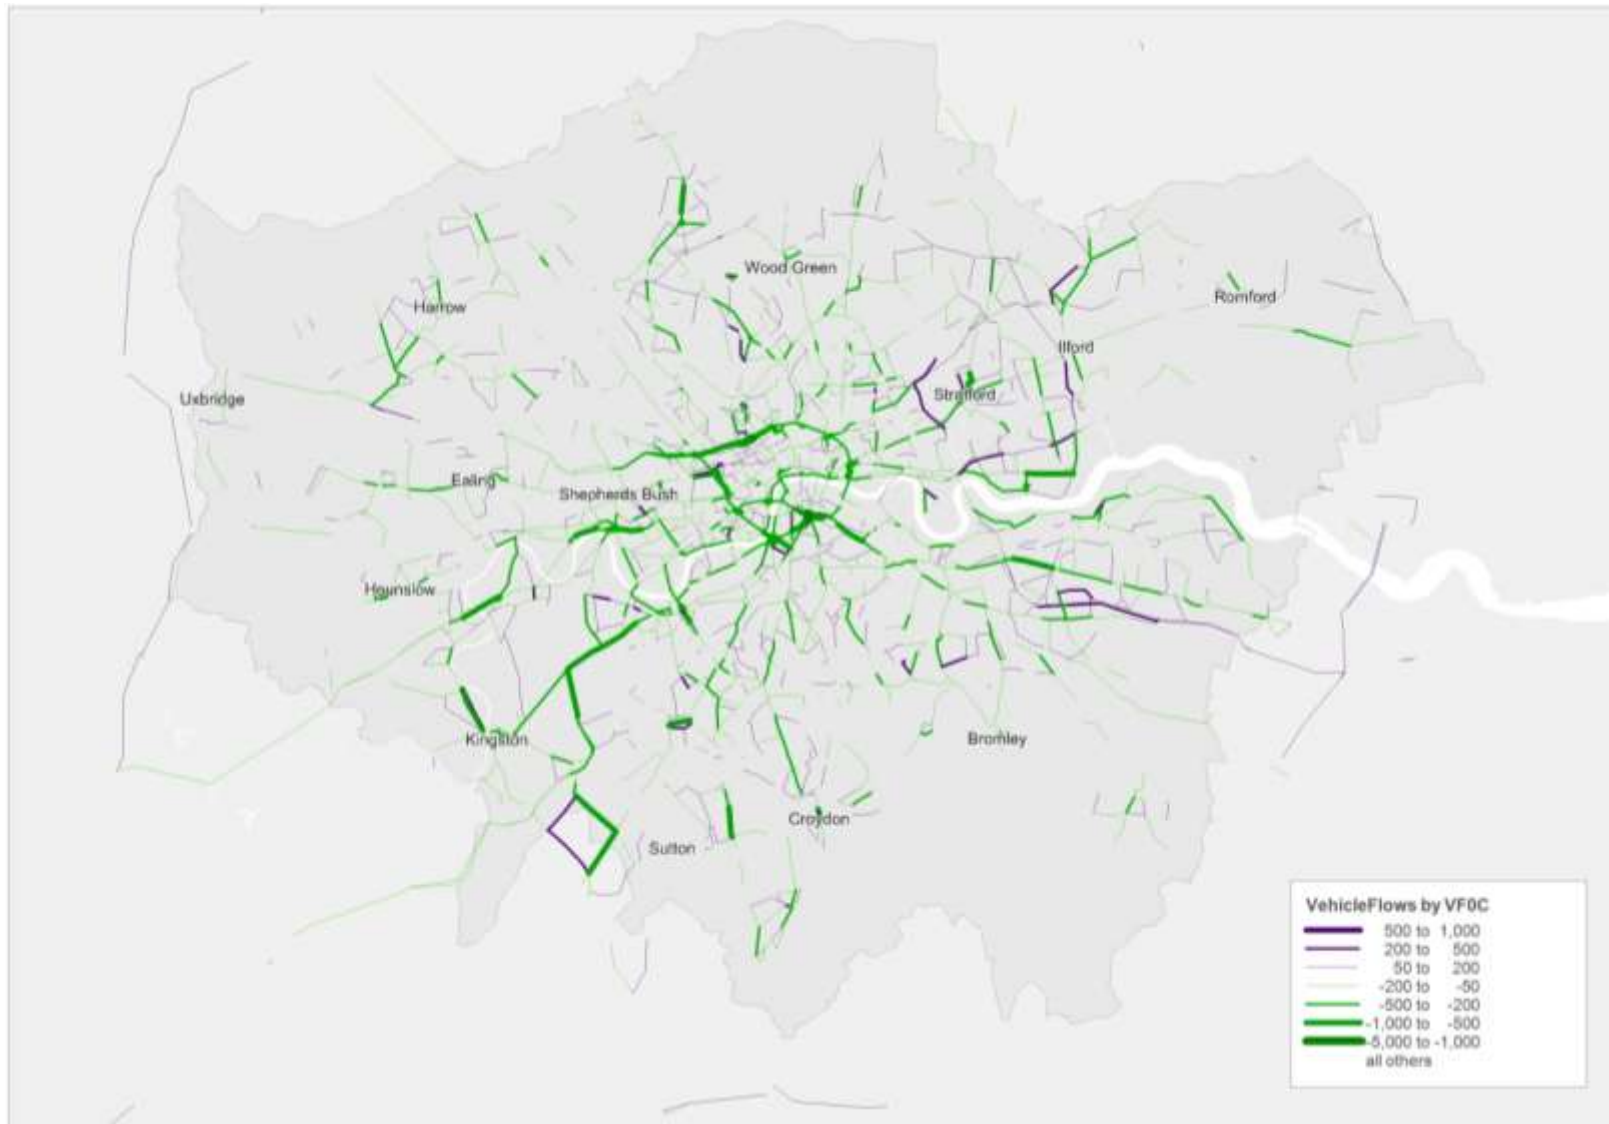 Wood Green
Harrow
Romford
Ilford
Uxbridge
Stratford
Ealing
Shepherds Bush
Hounslow
Kingston
Bromley
Croydon
Sutton
VehicleFlows by VF0C
500 to 1,000
200 to 500
50 to 200
-200 to -50
-500 to -200
-1,000 to -500
-5,000 to -1,000
all others